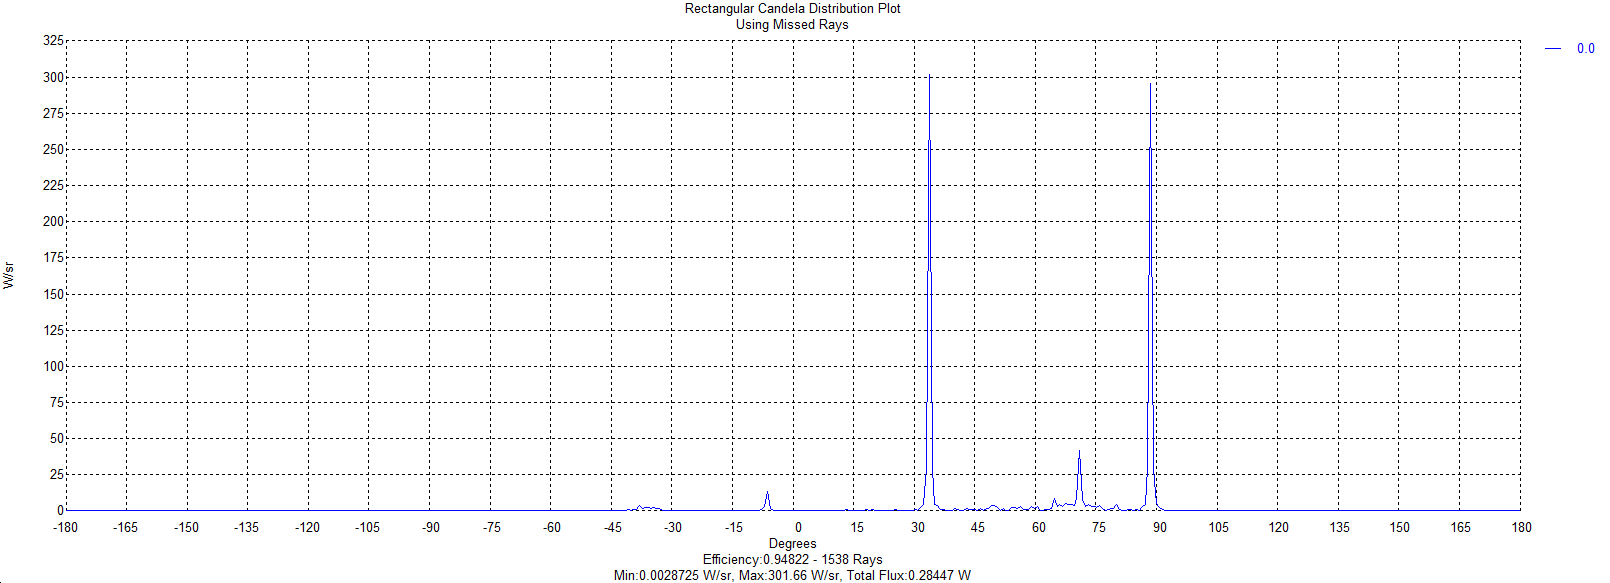 Rectangular Candela Distribution Plot
Using Missed Rays
0.0
325
300
275
250
225
200
175
150
125
100
75
50
25
0
W/sr
-180 -165 -150 -135 -120 -105 -90 -75 -60 -45 -30 -15 0 15 30 45 60 75 90 105 120 135 150 165 180
Degrees
Efficiency:0.94822 - 1538 Rays
Min:0.0028725 W/sr, Max:301.66 W/sr, Total Flux:0.28447 W